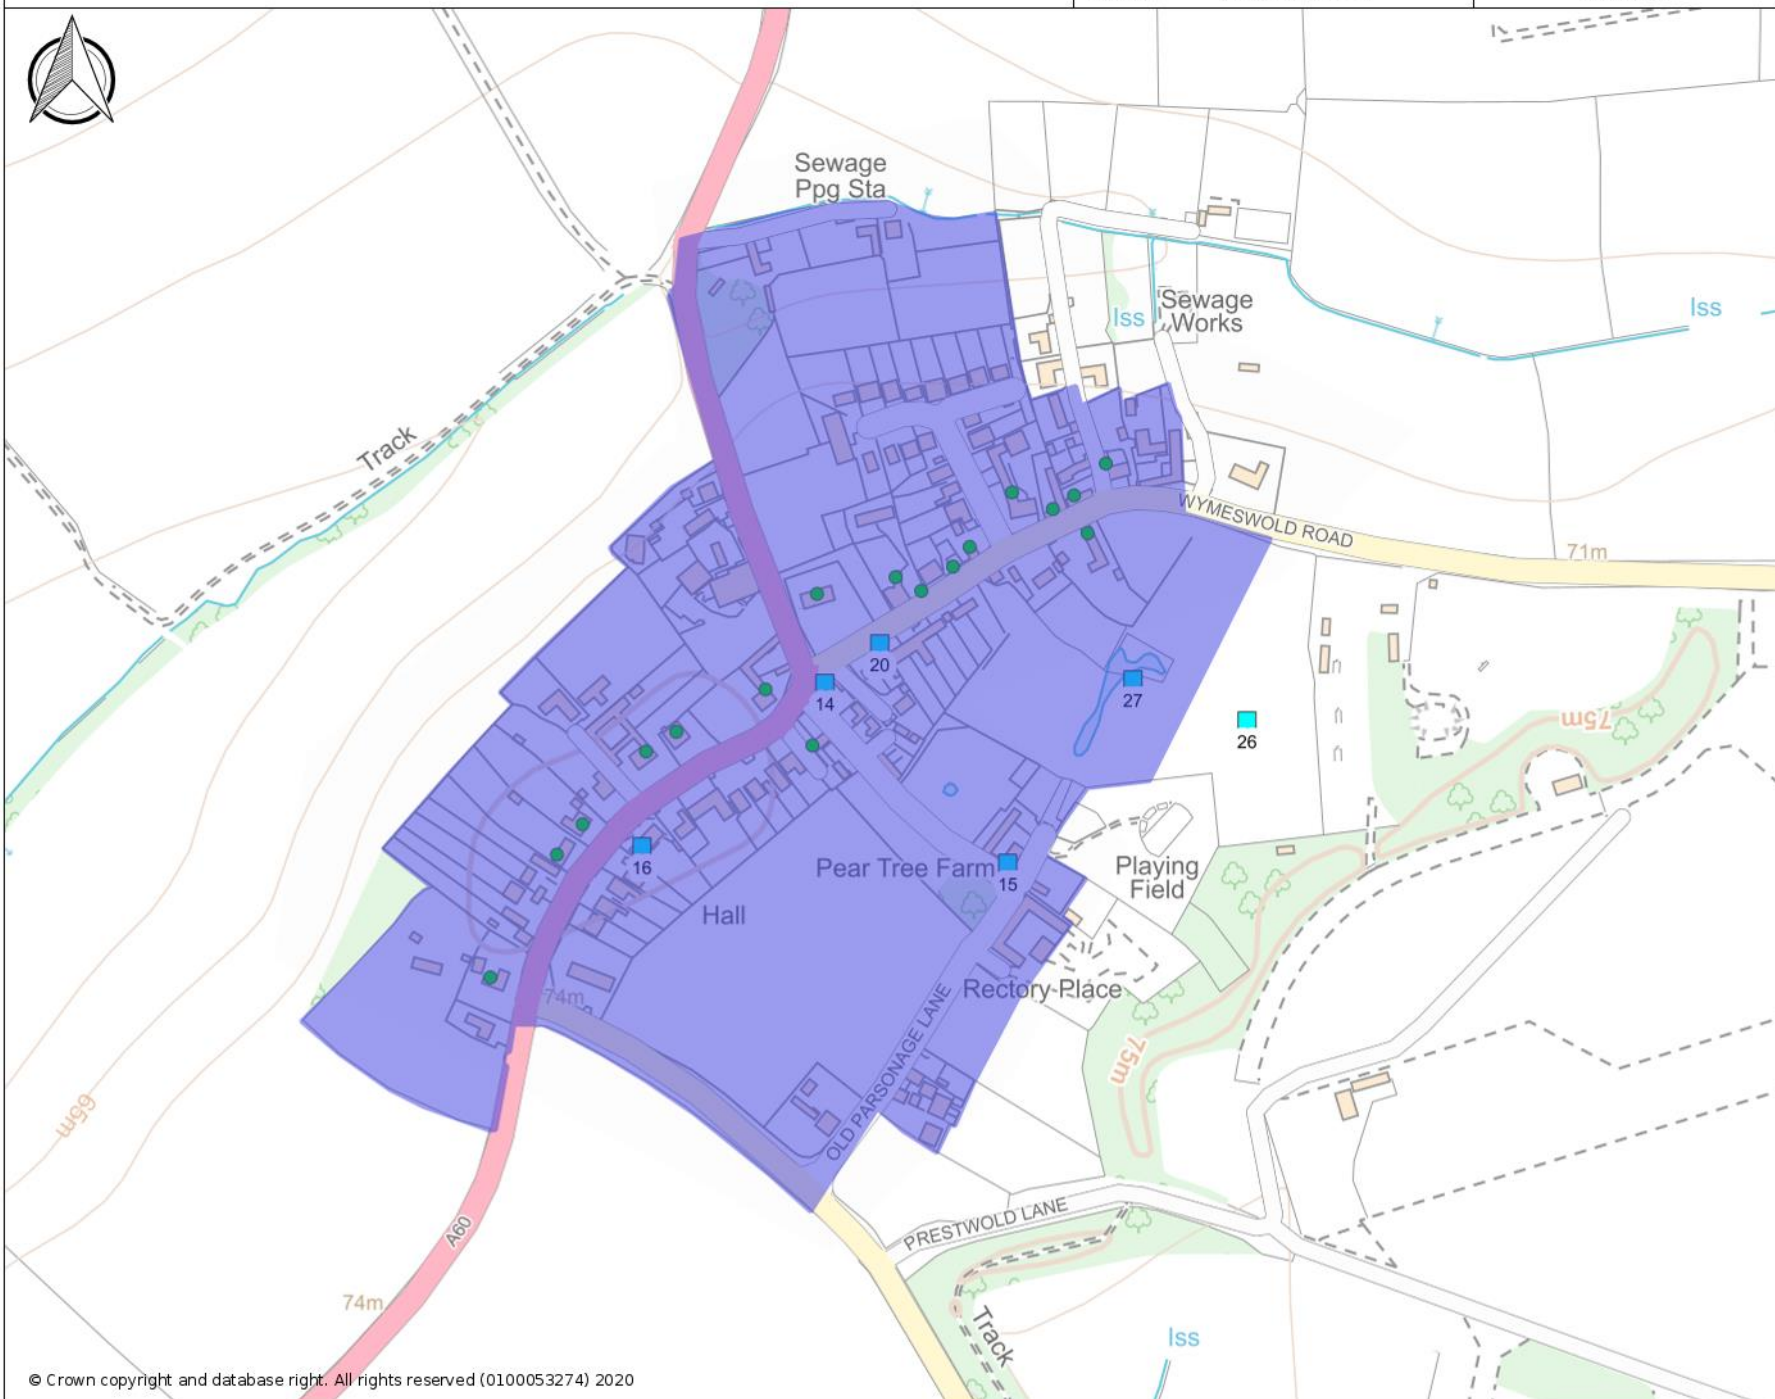 Sewage
Ppg Sta
Sewage
Works
Iss
Iss
Track
WYMESWOLD ROAD
71m
20
14
27
26
75m
16
Pear Tree Farm
15
Playing
Field
Hall
74m
Rectory Place
OLD PARSONAGE LANE
75m
65m
A60
PRESTWOLD LANE
74m
Track
Iss
© Crown copyright and database right. All rights reserved (0100053274) 2020